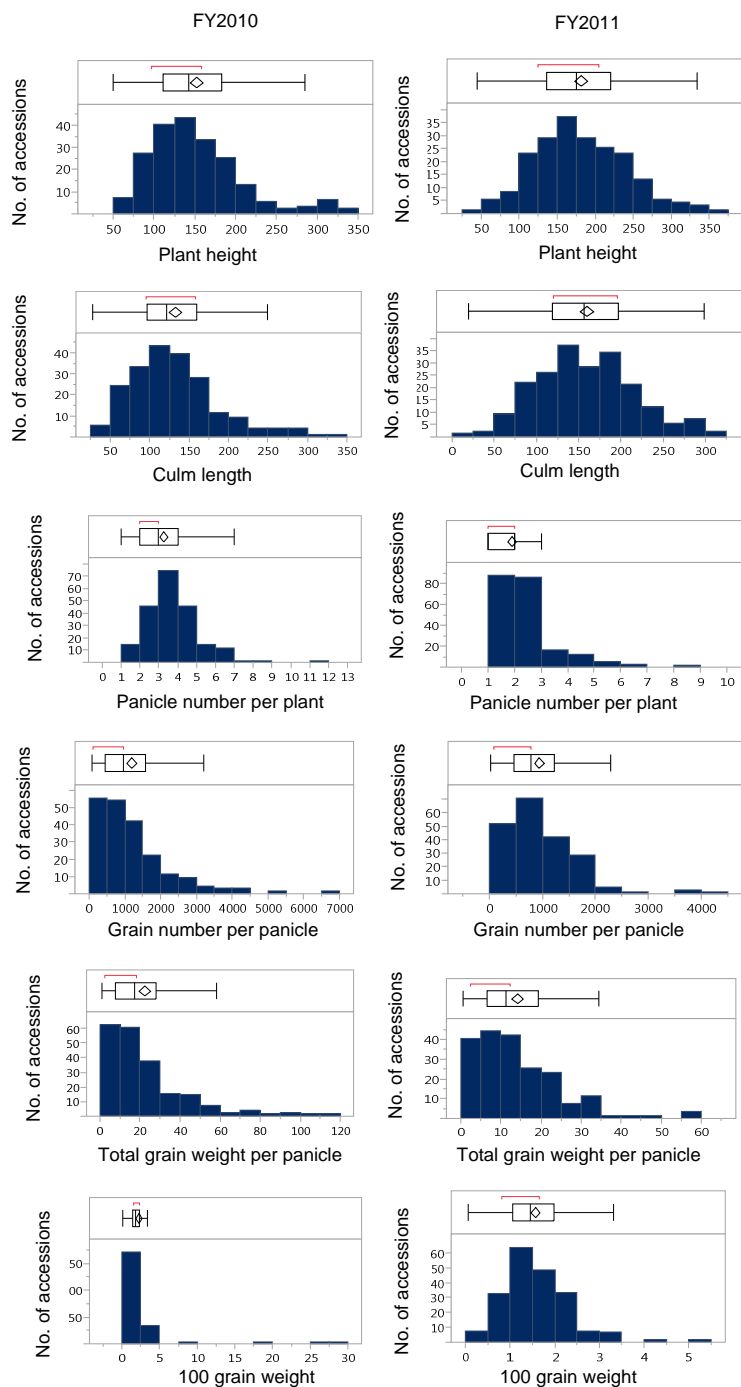 FY2010 FY2011
No. of accessions
40
30
20
10
50 100 150 200 250 300 350
Plant height
No. of accessions
35
30
25
20
15
10
5
50 100 150 200 250 300 350
Plant height
No. of accessions
40
30
20
10
50 100 150 200 250 300 350
Culm length
No. of accessions
35
30
25
20
15
10
5
0 50 100 150 200 250 300
Culm length
No. of accessions
70
60
50
40
30
20
10
0 1 2 3 4 5 6 7 8 9 10 11 12 13
Panicle number per plant
No. of accessions
80
60
40
20
0 1 2 3 4 5 6 7 8 9 10
Panicle number per plant
No. of accessions
50
40
30
20
10
0 1000 2000 3000 4000 5000 6000 7000
Grain number per panicle
No. of accessions
60
50
40
30
20
10
0 1000 2000 3000 4000
Grain number per panicle
No. of accessions
60
50
40
30
20
10
0 20 40 60 80 100 120
Total grain weight per panicle
No. of accessions
40
30
20
10
0 10 20 30 40 50 60
Total grain weight per panicle
No. of accessions
50
00
50
0 5 10 15 20 25 30
100 grain weight
No. of accessions
60
50
40
30
20
10
0 1 2 3 4 5
100 grain weight